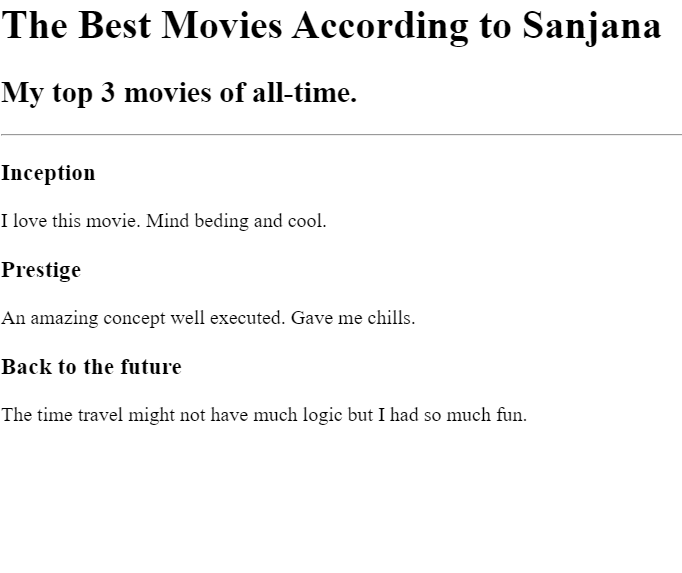 The Best Movies According to Sanjana
My top 3 movies of all-time.
Inception
I love this movie. Mind beding and cool.
Prestige
An amazing concept well executed. Gave me chills.
Back to the future
The time travel might not have much logic but I had so much fun.